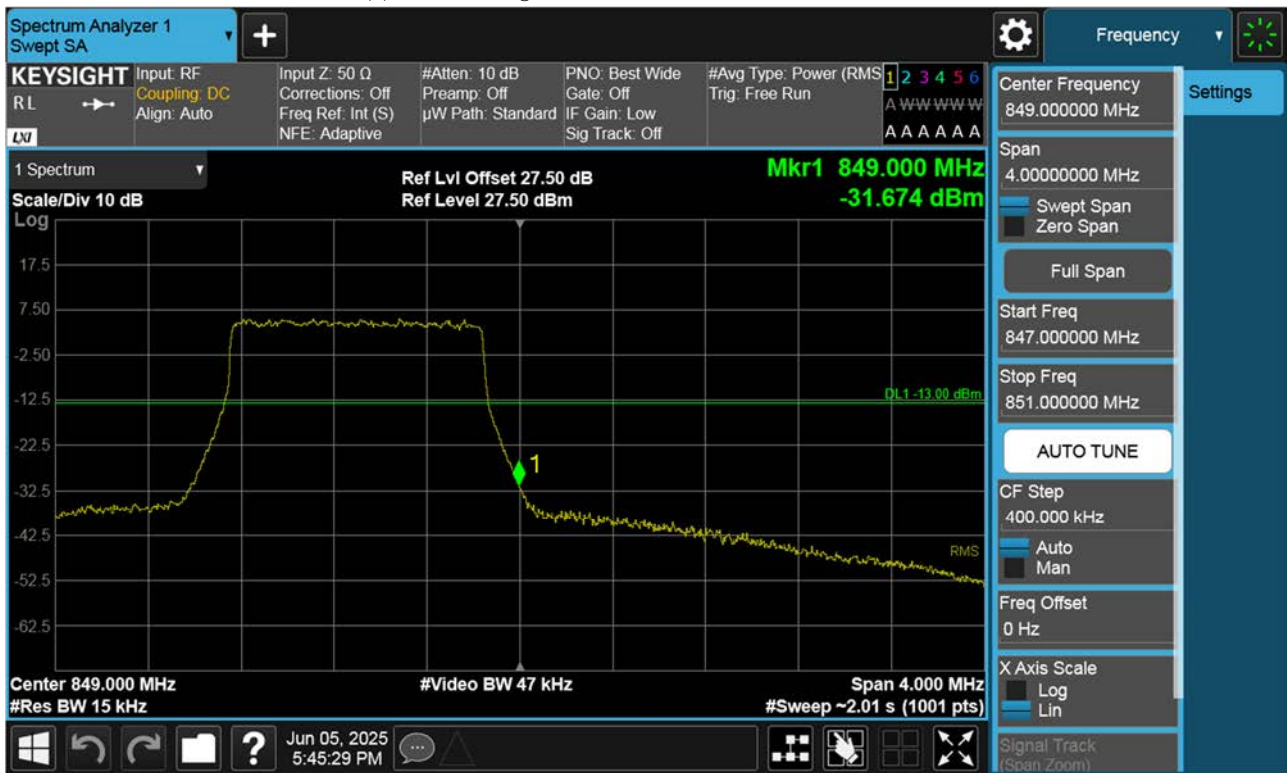 Spectrum Analyzer 1
Swept SA
Frequency
KEYSIGHT
RL
LXI
Input: RF
Coupling: DC
Align: Auto
Input Z: 50 Ω
Corrections: Off
Freq Ref: Int (S)
NFE: Adaptive
#Atten: 10 dB
Preamp: Off
µW Path: Standard
PNO: Best Wide
Gate: Off
IF Gain: Low
Sig Track: Off
#Avg Type: Power (RMS
Trig: Free Run
1 2 3 4 5 6
A W W W W W
A A A A A A
1 Spectrum
Scale/Div 10 dB
Log
Ref Lvl Offset 27.50 dB
Ref Level 27.50 dBm
Mkr1 849.000 MHz
-31.674 dBm
17.5
7.50
-2.50
-12.5
-22.5
-32.5
-42.5
-52.5
-62.5
DL1 -13.00 dBm
1
RMS
Center 849.000 MHz
#Res BW 15 kHz
#Video BW 47 kHz
Span 4.000 MHz
#Sweep ~2.01 s (1001 pts)
Jun 05, 2025
5:45:29 PM
?
Center Frequency
849.000000 MHz
Settings
Span
4.00000000 MHz
Swept Span
Zero Span
Full Span
Start Freq
847.000000 MHz
Stop Freq
851.000000 MHz
AUTO TUNE
CF Step
400.000 kHz
Auto
Man
Freq Offset
0 Hz
X Axis Scale
Log
Lin
Signal Track
(Span Zoom)